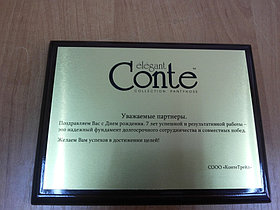 elegant
Conte
COLLECTION PANTYHOSE
Уважаемые партнеры.
Поздравляем Вас с Днем рождения. 7 лет успешной и результативной работы –
это надежный фундамент долгосрочного сотрудничества и совместных побед.
Желаем Вам успехов в достижении целей!
СООО